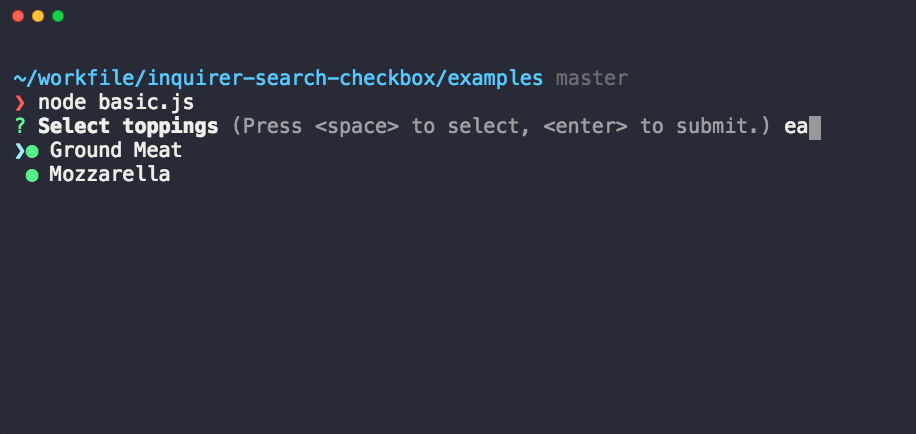 ~/workfile/inquirer-search-checkbox/examples master
❯ node basic.js
? Select toppings (Press <space> to select, <enter> to submit.) ea
❯● Ground Meat
● Mozzarella